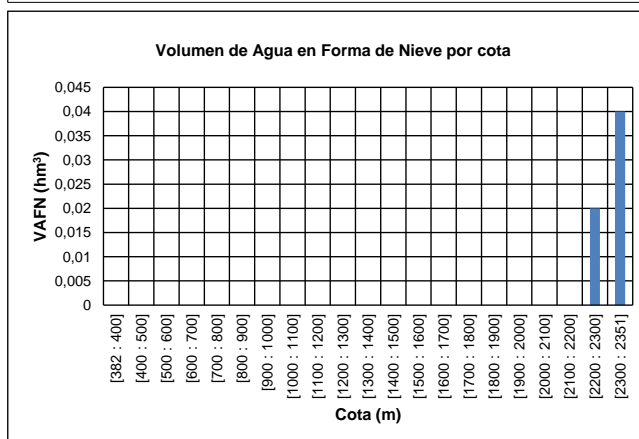 Volumen de Agua en Forma de Nieve por cota
VAFN (hm³)
0,045
0,04
0,035
0,03
0,025
0,02
0,015
0,01
0,005
0
[382 : 400]
[400 : 500]
[500 : 600]
[600 : 700]
[700 : 800]
[800 : 900]
[900 : 1000]
[1000 : 1100]
[1100 : 1200]
[1200 : 1300]
[1300 : 1400]
[1400 : 1500]
[1500 : 1600]
[1600 : 1700]
[1700 : 1800]
[1800 : 1900]
[1900 : 2000]
[2000 : 2100]
[2100 : 2200]
[2200 : 2300]
[2300 : 2351]
Cota (m)